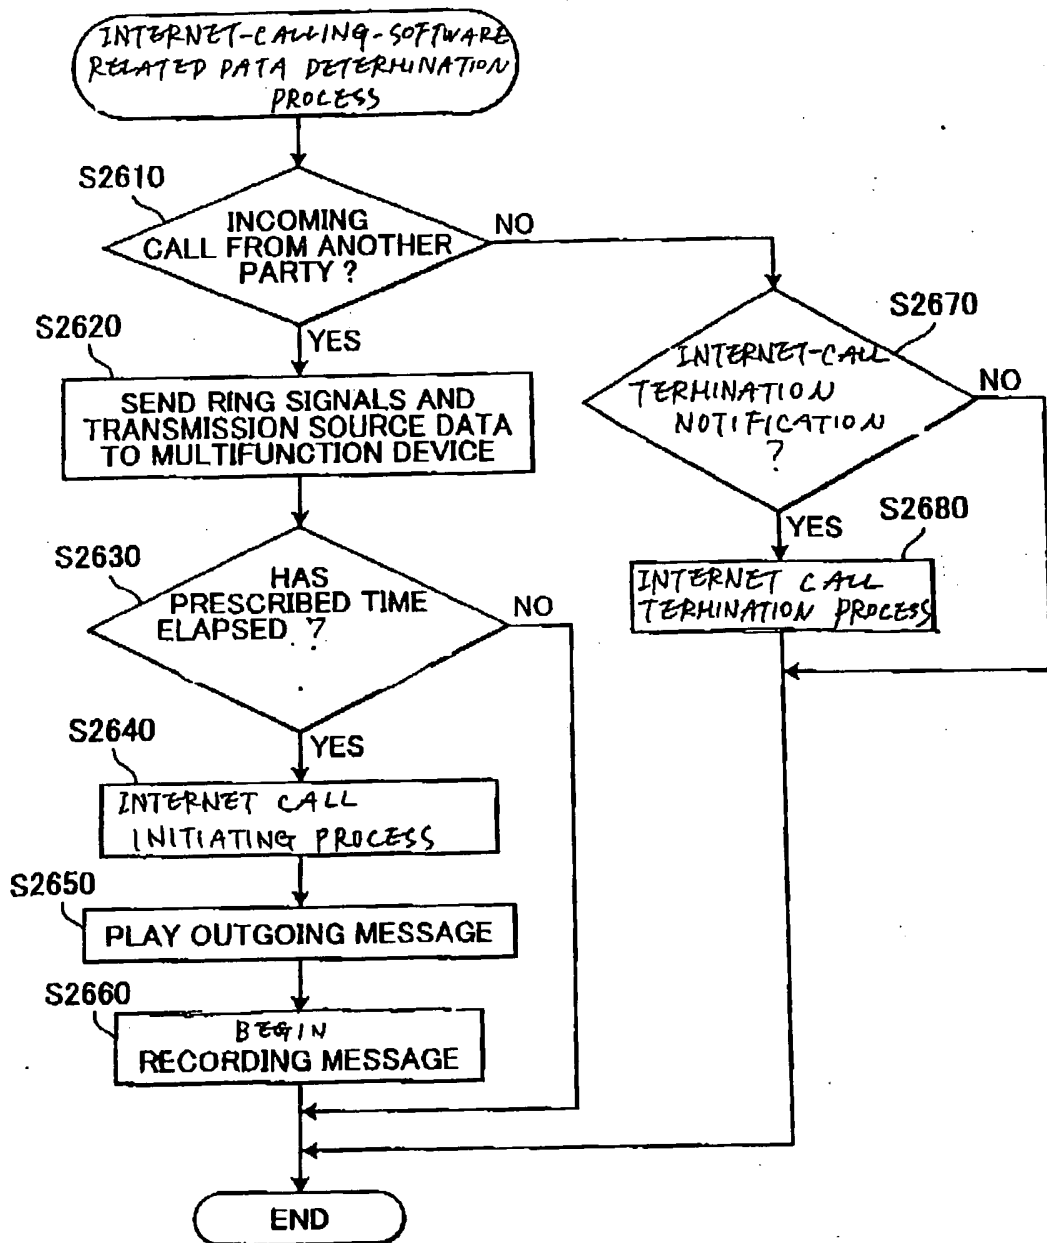 INTERNET-CALLING-SOFTWARE
RELATED DATA DETERMINATION
PROCESS
S2610
INCOMING
CALL FROM ANOTHER
PARTY ?
NO
YES
S2620
SEND RING SIGNALS AND
TRANSMISSION SOURCE DATA
TO MULTIFUNCTION DEVICE
S2630
HAS
PRESCRIBED TIME
ELAPSED ?
NO
YES
S2640
INTERNET CALL
INITIATING PROCESS
S2650
PLAY OUTGOING MESSAGE
S2660
BEGIN
RECORDING MESSAGE
S2670
INTERNET-CALL
TERMINATION
NOTIFICATION
?
NO
YES
S2680
INTERNET CALL
TERMINATION PROCESS
END